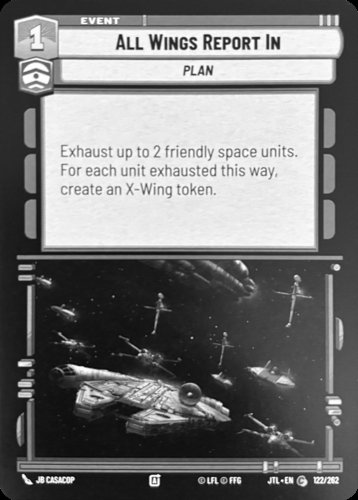 EVENT
1
ALL WINGS REPORT IN
PLAN
Exhaust up to 2 friendly space units.
For each unit exhausted this way,
create an X-Wing token.
JB CASACOP
© LFL © FFG
JTL • EN
122/262